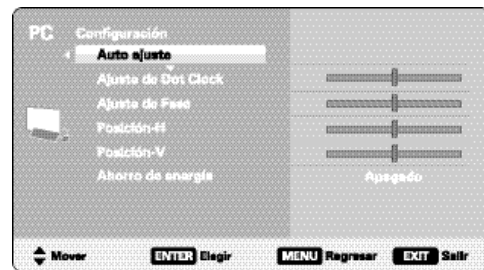 PC Configuración
Auto ajuste
Ajuste de Dot Clock
Ajuste de Fase
Posición-H
Posición-V
Ahorro de energía Apagado
Mover ENTER Elegir MENU Regresar EXIT Salir